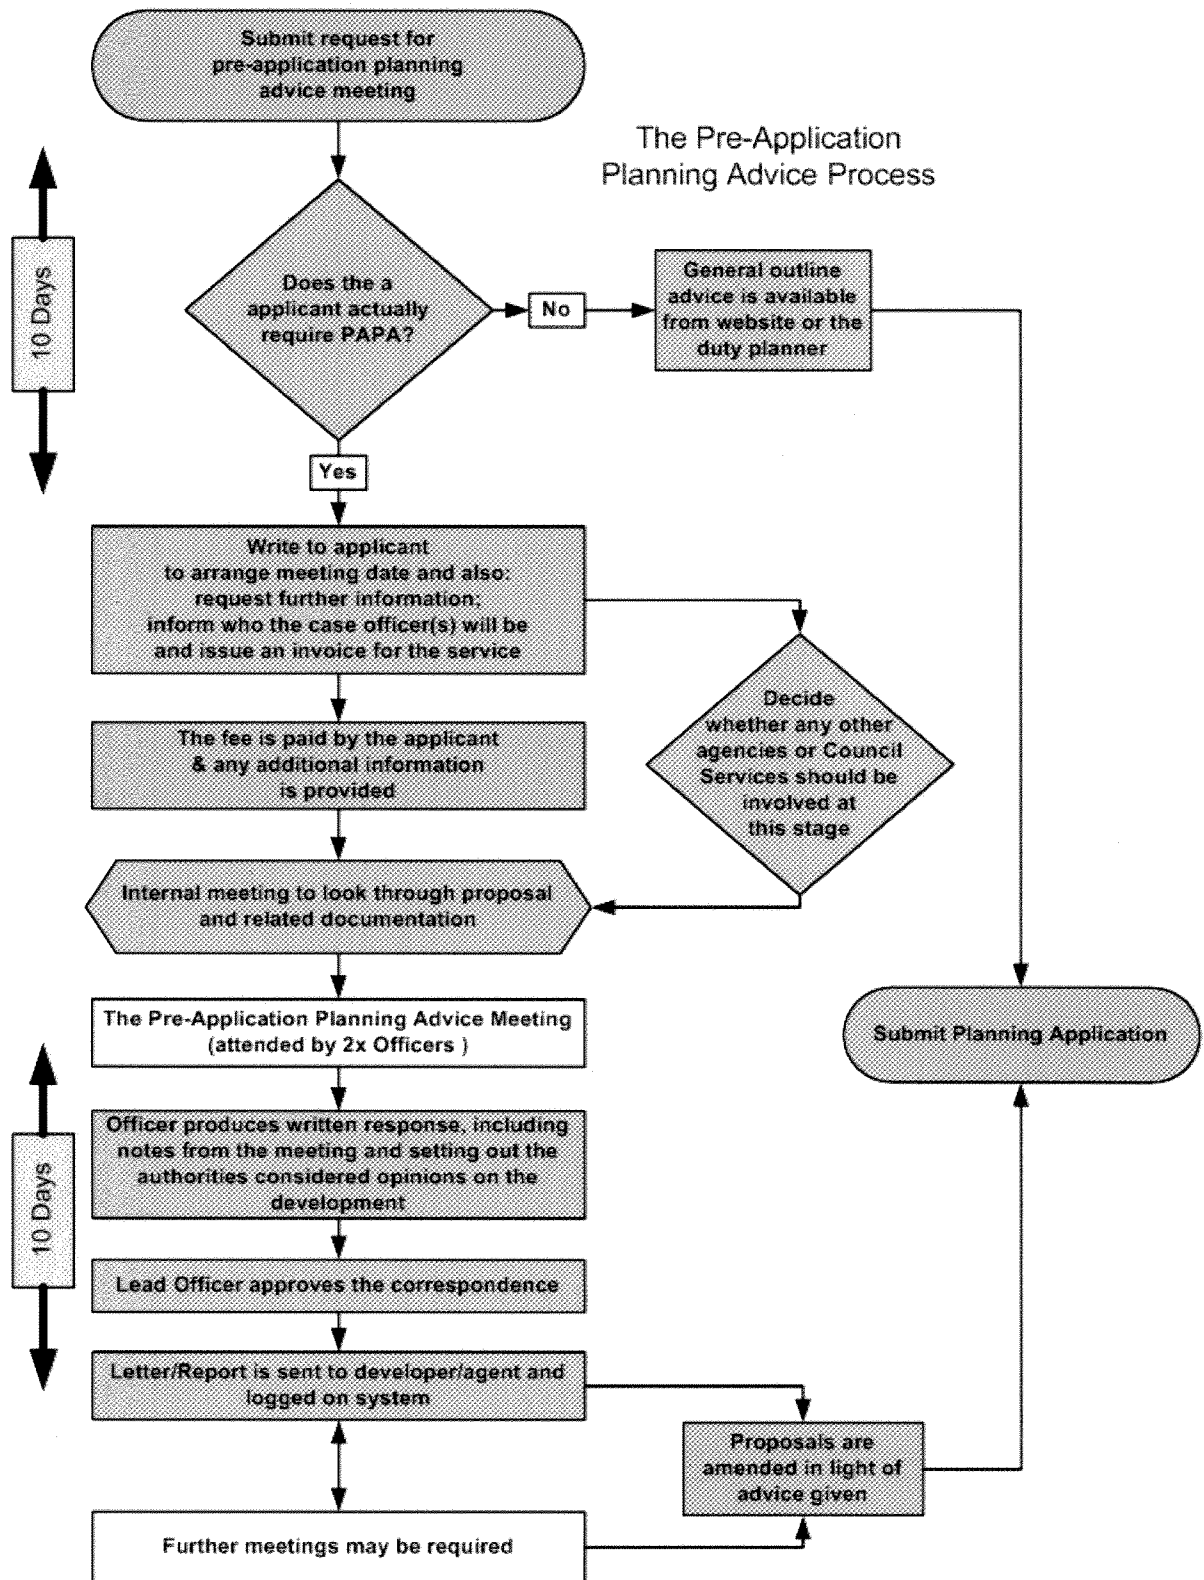 Submit request for
pre-application planning
advice meeting
The Pre-Application
Planning Advice Process
10 Days
Does the a
applicant actually
require PAPA?
No
General outline
advice is available
from website or the
duty planner
Yes
Write to applicant
to arrange meeting date and also:
request further information;
inform who the case officer(s) will be
and issue an invoice for the service
Decide
whether any other
agencies or Council
Services should be
involved at
this stage
The fee is paid by the applicant
& any additional information
is provided
Internal meeting to look through proposal
and related documentation
The Pre-Application Planning Advice Meeting
(attended by 2x Officers )
Submit Planning Application
10 Days
Officer produces written response, including
notes from the meeting and setting out the
authorities considered opinions on the
development
Lead Officer approves the correspondence
Letter/Report is sent to developer/agent and
logged on system
Proposals are
amended in light of
advice given
Further meetings may be required